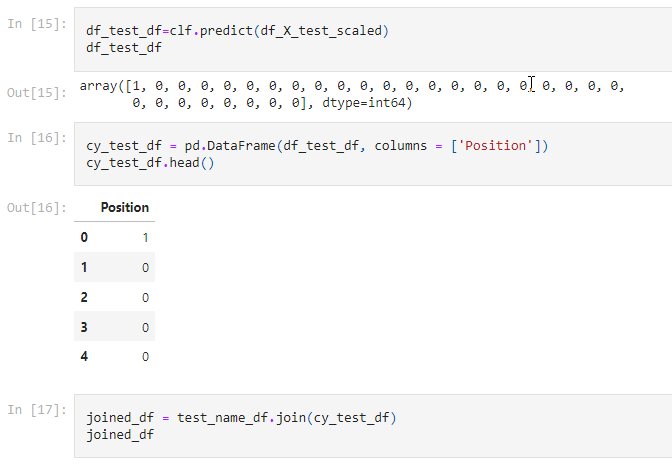 In [15]:
df_test_df=clf.predict(df_X_test_scaled)
df_test_df
Out[15]:
array([1, 0, 0, 0, 0, 0, 0, 0, 0, 0, 0, 0, 0, 0, 0, 0, 0, 0, 0, 0, 0, 0,
0, 0, 0, 0, 0, 0, 0, 0], dtype=int64)
In [16]:
cy_test_df = pd.DataFrame(df_test_df, columns = ['Position'])
cy_test_df.head()
Out[16]:
Position
0 1
1 0
2 0
3 0
4 0
In [17]:
joined_df = test_name_df.join(cy_test_df)
joined_df